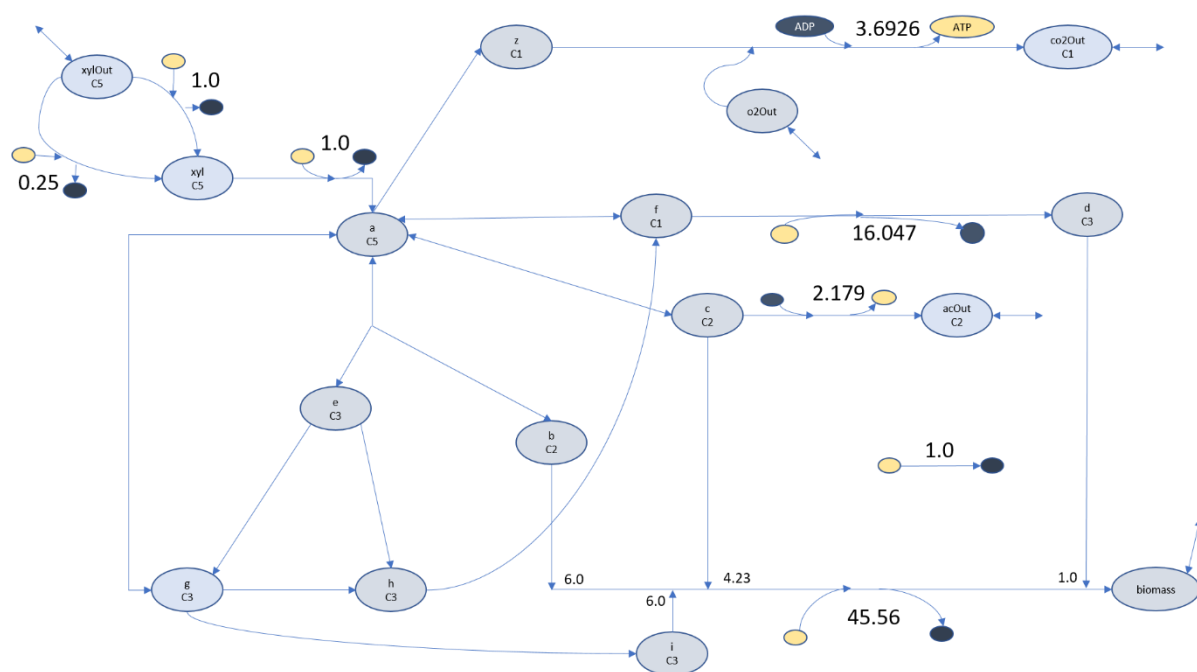 z
C1
ADP
3.6926
ATP
co2Out
C1
xylOut
C5
1.0
o2Out
0.25
xyl
C5
1.0
a
C5
f
C1
16.047
d
C3
c
C2
2.179
acOut
C2
e
C3
b
C2
1.0
g
C3
h
C3
6.0
4.23
1.0
biomass
6.0
45.56
i
C3